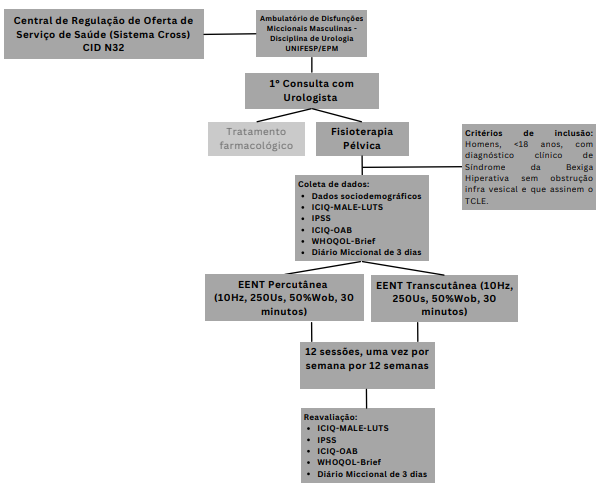 Central de Regulação de Oferta de
Serviço de Saúde (Sistema Cross)
CID N32
Ambulatório de Disfunções
Miccionais Masculinas -
Disciplina de Urologia
UNIFESP/EPM
1º Consulta com
Urologista
Tratamento
farmacológico
Fisioterapia
Pélvica
Critérios de inclusão:
Homens, <18 anos, com
diagnóstico clínico de
Síndrome da Bexiga
Hiperativa sem obstrução
infra vesical e que assinem o
TCLE.
Coleta de dados:
• Dados sociodemográficos
• ICIQ-MALE-LUTS
• IPSS
• ICIQ-OAB
• WHOQOL-Brief
• Diário Miccional de 3 dias
EENT Percutânea
(10Hz, 250Us, 50%Wob, 30
minutos)
EENT Transcutânea (10Hz,
250Us, 50%Wob, 30
minutos)
12 sessões, uma vez por
semana por 12 semanas
Reavaliação:
• ICIQ-MALE-LUTS
• IPSS
• ICIQ-OAB
• WHOQOL-Brief
• Diário Miccional de 3 dias